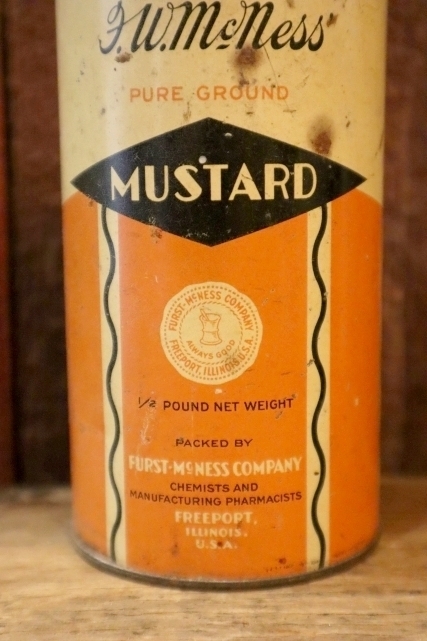 F.W. McNess'
PURE GROUND
MUSTARD
FURST-McNESS COMPANY
ALWAYS GOOD
FREEPORT, ILLINOIS U.S.A.
1/2 POUND NET WEIGHT
PACKED BY
FURST-McNESS COMPANY
CHEMISTS AND
MANUFACTURING PHARMACISTS
FREEPORT,
ILLINOIS.
U.S.A.